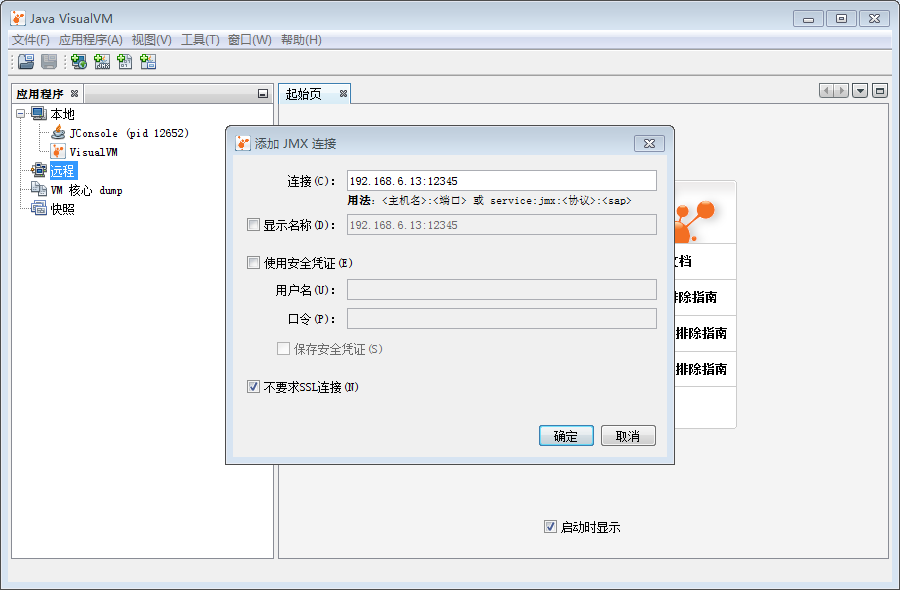 Java VisualVM
文件(F) 应用程序(A) 视图(V) 工具(T) 窗口(W) 帮助(H)
应用程序
起始页
本地
JConsole (pid 12652)
VisualVM
远程
VM 核心 dump
快照
添加 JMX 连接
连接(C): 192.168.6.13:12345
用法: <主机名>:<端口> 或 service:jmx:<协议>:<sap>
显示名称(D): 192.168.6.13:12345
使用安全凭证(E)
用户名(U):
口令(P):
保存安全凭证(S)
不要求SSL连接(N)
确定 取消
文档
排除指南
排除指南
排除指南
启动时显示